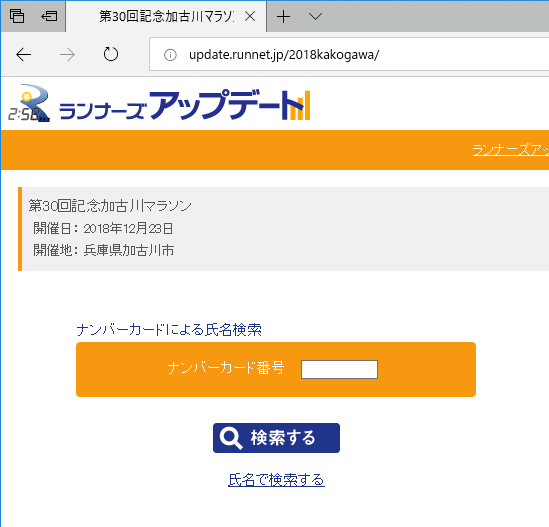 第30回記念加古川マラソ
update.runnet.jp/2018kakogawa/
2:58
ランナーズ アップデート
ランナーズアッ
第30回記念加古川マラソン
開催日: 2018年12月23日
開催地: 兵庫県加古川市
ナンバーカードによる氏名検索
ナンバーカード番号
検索する
氏名で検索する